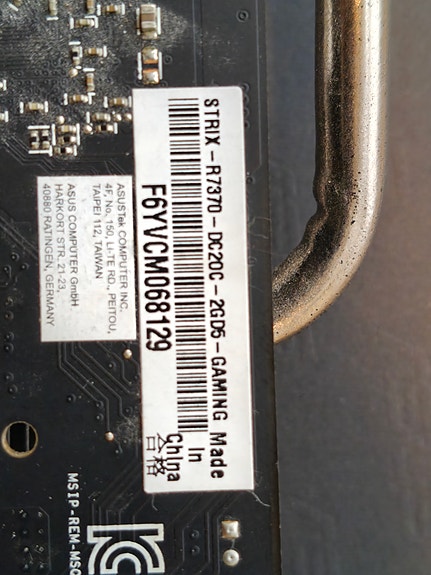 STRIX-R7370-DC2OC-2GD5-GAMING Made
In
China
合格
F6YVCM068129
ASUSTek COMPUTER INC.
4F, No. 150, LI-TE RD., PEITOU,
TAIPEI 112, TAIWAN
ASUS COMPUTER GmbH
HARKORT STR. 21-23,
40880 RATINGEN, GERMANY
MSIP-REM-MSQ